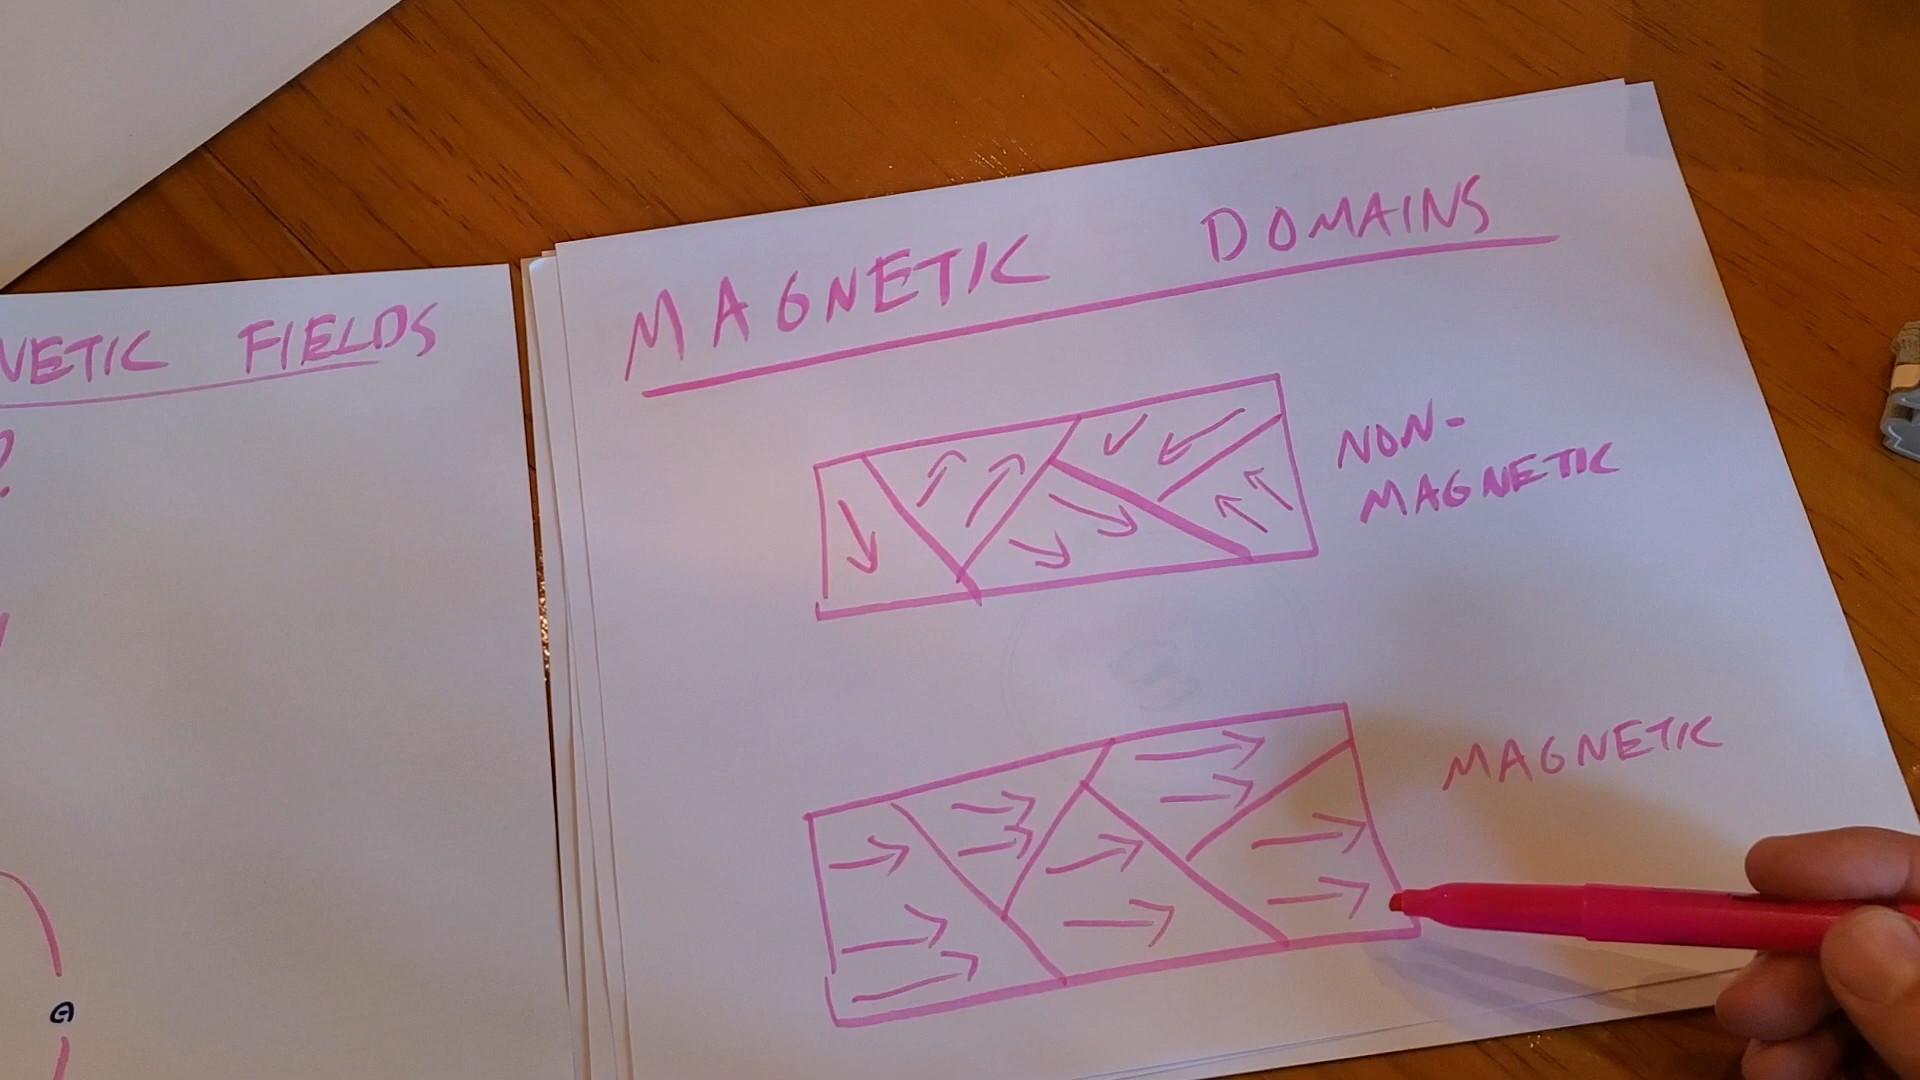 NETIC FIELDS
?
MAGNETIC DOMAINS
NON-
MAGNETIC
MAGNETIC